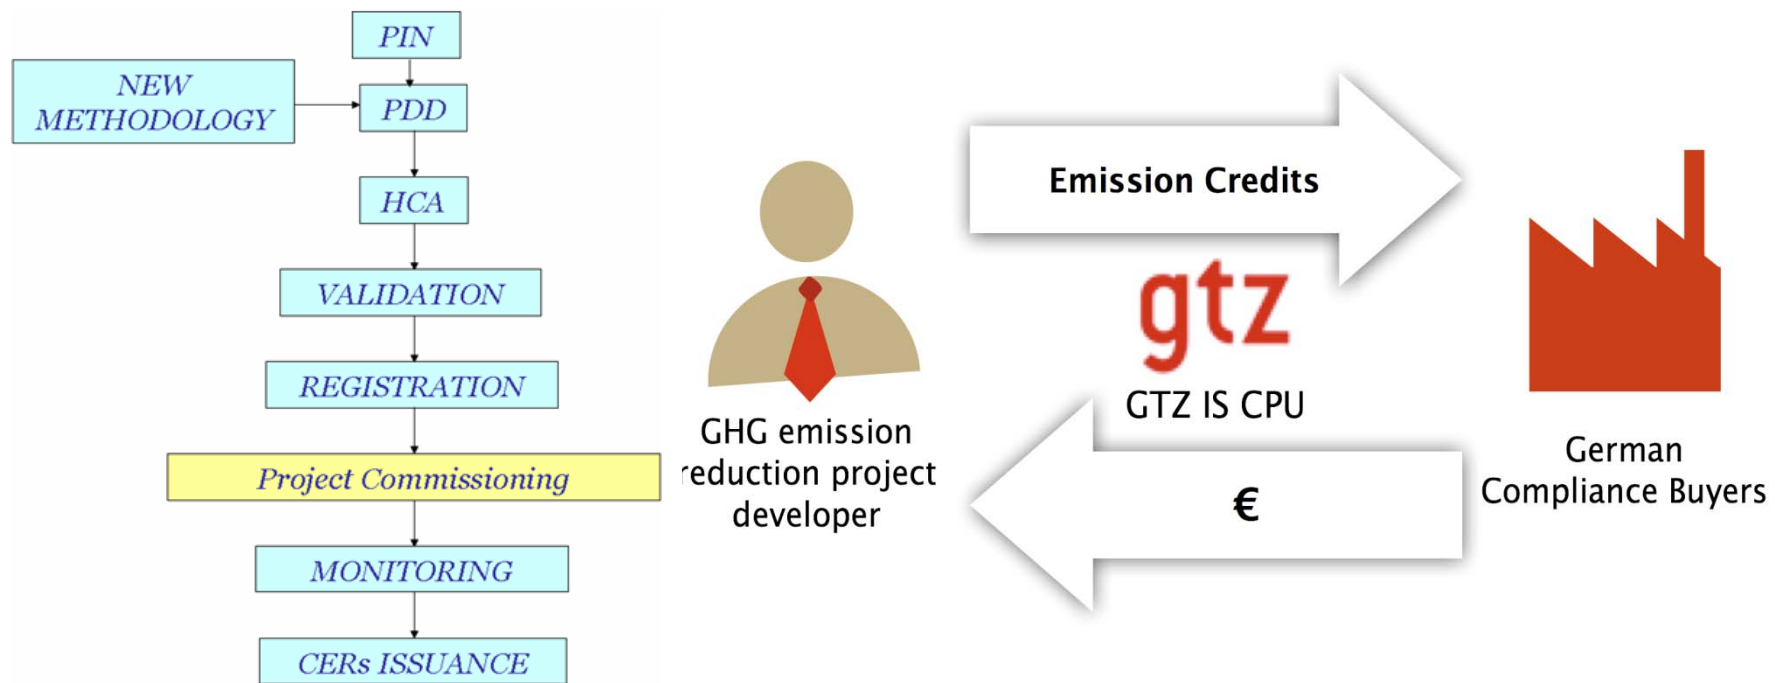 PIN
NEW
METHODOLOGY
PDD
HCA
VALIDATION
REGISTRATION
Project Commissioning
MONITORING
CERs ISSUANCE
GHG emission
reduction project
developer
Emission Credits
gtz
GTZ IS CPU
€
German
Compliance Buyers